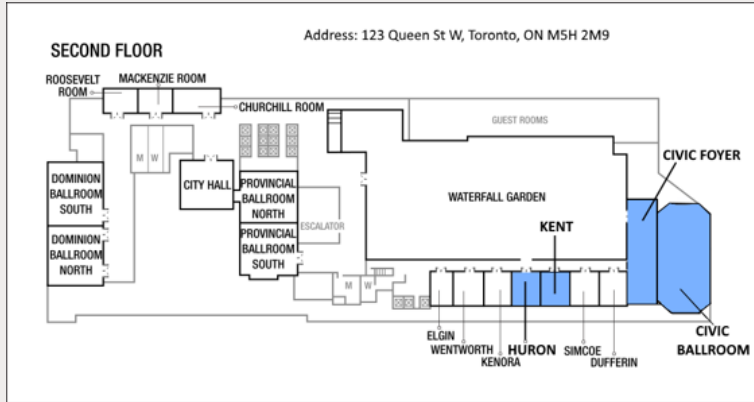 Address: 123 Queen St W, Toronto, ON M5H 2M9
SECOND FLOOR
ROOSEVELT
ROOM
MACKENZIE ROOM
CHURCHILL ROOM
GUEST ROOMS
CIVIC FOYER
M W
CITY HALL
DOMINION
BALLROOM
SOUTH
PROVINCIAL
BALLROOM
NORTH
WATERFALL GARDEN
ESCALATOR
KENT
DOMINION
BALLROOM
NORTH
PROVINCIAL
BALLROOM
SOUTH
M W
ELGIN
WENTWORTH
KENORA
HURON
SIMCOE
DUFFERIN
CIVIC
BALLROOM